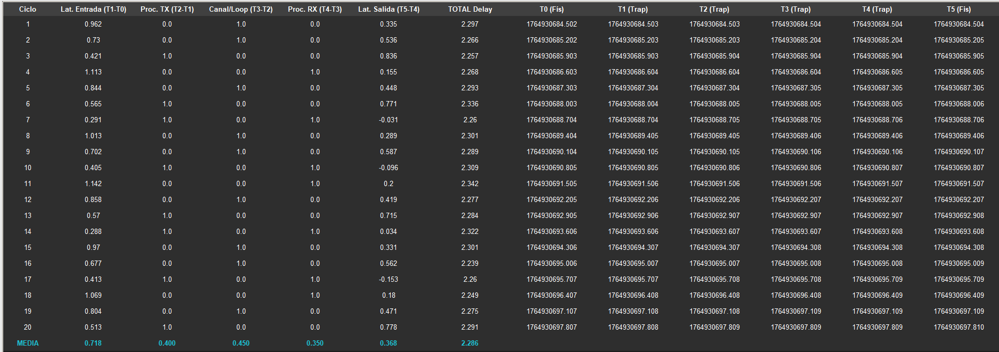 Ciclo Lat. Entrada (T1-T0) Proc. TX (T2-T1) Canal/Loop (T3-T2) Proc. RX (T4-T3) Lat. Salida (T5-T4) TOTAL Delay T0 (Fís) T1 (Trap) T2 (Trap) T3 (Trap) T4 (Trap) T5 (Fis)
1 0.962 0.0 1.0 0.0 0.335 2.297 1764930684.502 1764930684.503 1764930684.503 1764930684.504 1764930684.504 1764930684.504
2 0.73 0.0 1.0 0.0 0.536 2.266 1764930685.202 1764930685.203 1764930685.203 1764930685.204 1764930685.204 1764930685.205
3 0.421 1.0 0.0 0.0 0.836 2.257 1764930685.903 1764930685.903 1764930685.904 1764930685.904 1764930685.904 1764930685.905
4 1.113 0.0 0.0 1.0 0.155 2.268 1764930686.603 1764930686.604 1764930686.604 1764930686.604 1764930686.605 1764930686.605
5 0.844 0.0 1.0 0.0 0.448 2.293 1764930687.303 1764930687.304 1764930687.304 1764930687.305 1764930687.305 1764930687.305
6 0.565 1.0 0.0 0.0 0.771 2.336 1764930688.003 1764930688.004 1764930688.005 1764930688.005 1764930688.005 1764930688.006
7 0.291 1.0 0.0 1.0 -0.031 2.26 1764930688.704 1764930688.704 1764930688.705 1764930688.705 1764930688.706 1764930688.706
8 1.013 0.0 1.0 0.0 0.289 2.301 1764930689.404 1764930689.405 1764930689.405 1764930689.406 1764930689.406 1764930689.406
9 0.702 0.0 1.0 0.0 0.587 2.289 1764930690.104 1764930690.105 1764930690.105 1764930690.106 1764930690.106 1764930690.107
10 0.405 1.0 0.0 1.0 -0.096 2.309 1764930690.805 1764930690.805 1764930690.806 1764930690.806 1764930690.807 1764930690.807
11 1.142 0.0 0.0 1.0 0.2 2.342 1764930691.505 1764930691.506 1764930691.506 1764930691.506 1764930691.507 1764930691.507
12 0.858 0.0 1.0 0.0 0.419 2.277 1764930692.205 1764930692.206 1764930692.206 1764930692.207 1764930692.207 1764930692.207
13 0.57 1.0 0.0 0.0 0.715 2.284 1764930692.905 1764930692.906 1764930692.907 1764930692.907 1764930692.907 1764930692.908
14 0.288 1.0 0.0 1.0 0.034 2.322 1764930693.606 1764930693.606 1764930693.607 1764930693.607 1764930693.608 1764930693.608
15 0.97 0.0 1.0 0.0 0.331 2.301 1764930694.306 1764930694.307 1764930694.307 1764930694.308 1764930694.308 1764930694.308
16 0.677 0.0 1.0 0.0 0.562 2.239 1764930695.006 1764930695.007 1764930695.007 1764930695.008 1764930695.008 1764930695.009
17 0.413 1.0 0.0 1.0 -0.153 2.26 1764930695.707 1764930695.707 1764930695.708 1764930695.708 1764930695.709 1764930695.709
18 1.069 0.0 0.0 1.0 0.18 2.249 1764930696.407 1764930696.408 1764930696.408 1764930696.408 1764930696.409 1764930696.409
19 0.804 0.0 1.0 0.0 0.471 2.275 1764930697.107 1764930697.108 1764930697.108 1764930697.109 1764930697.109 1764930697.109
20 0.513 1.0 0.0 0.0 0.778 2.291 1764930697.807 1764930697.808 1764930697.809 1764930697.809 1764930697.809 1764930697.810
MEDIA 0.718 0.400 0.450 0.350 0.368 2.286